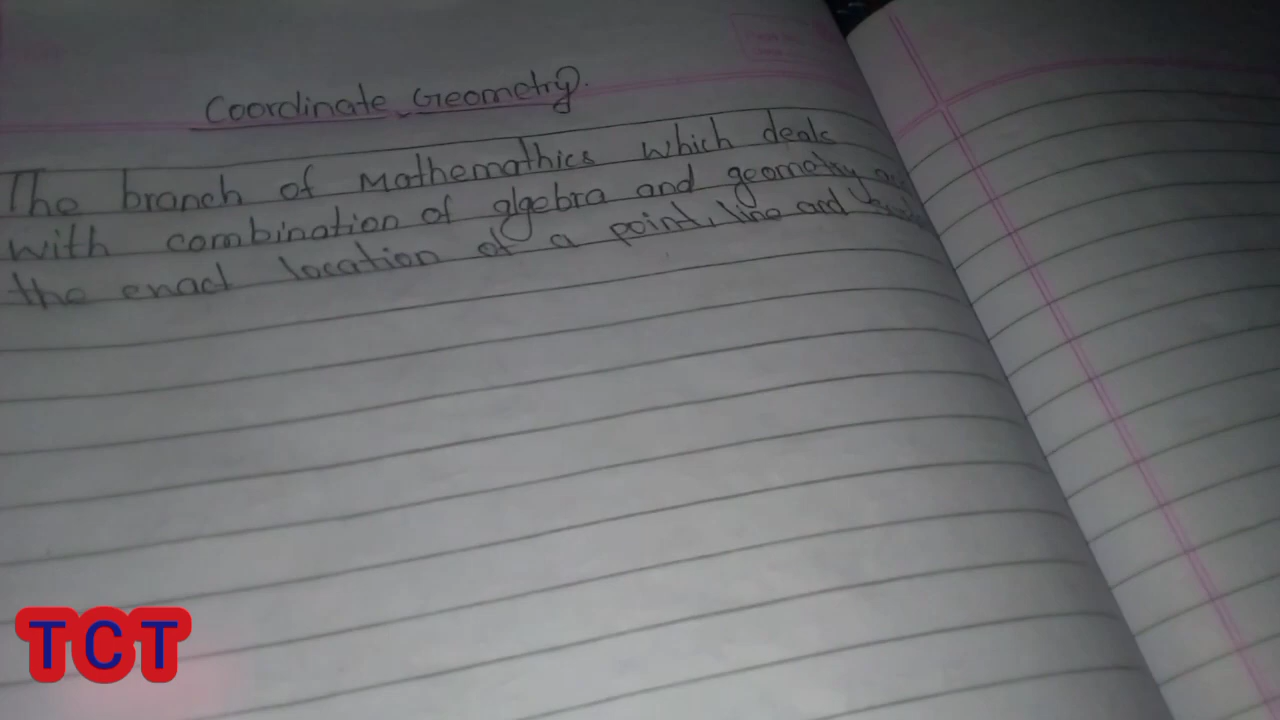 Coordinate Geometry.
The branch of Mathemathics which deals
with combination of algebra and geometry
the enact location of a point, line and
TCT